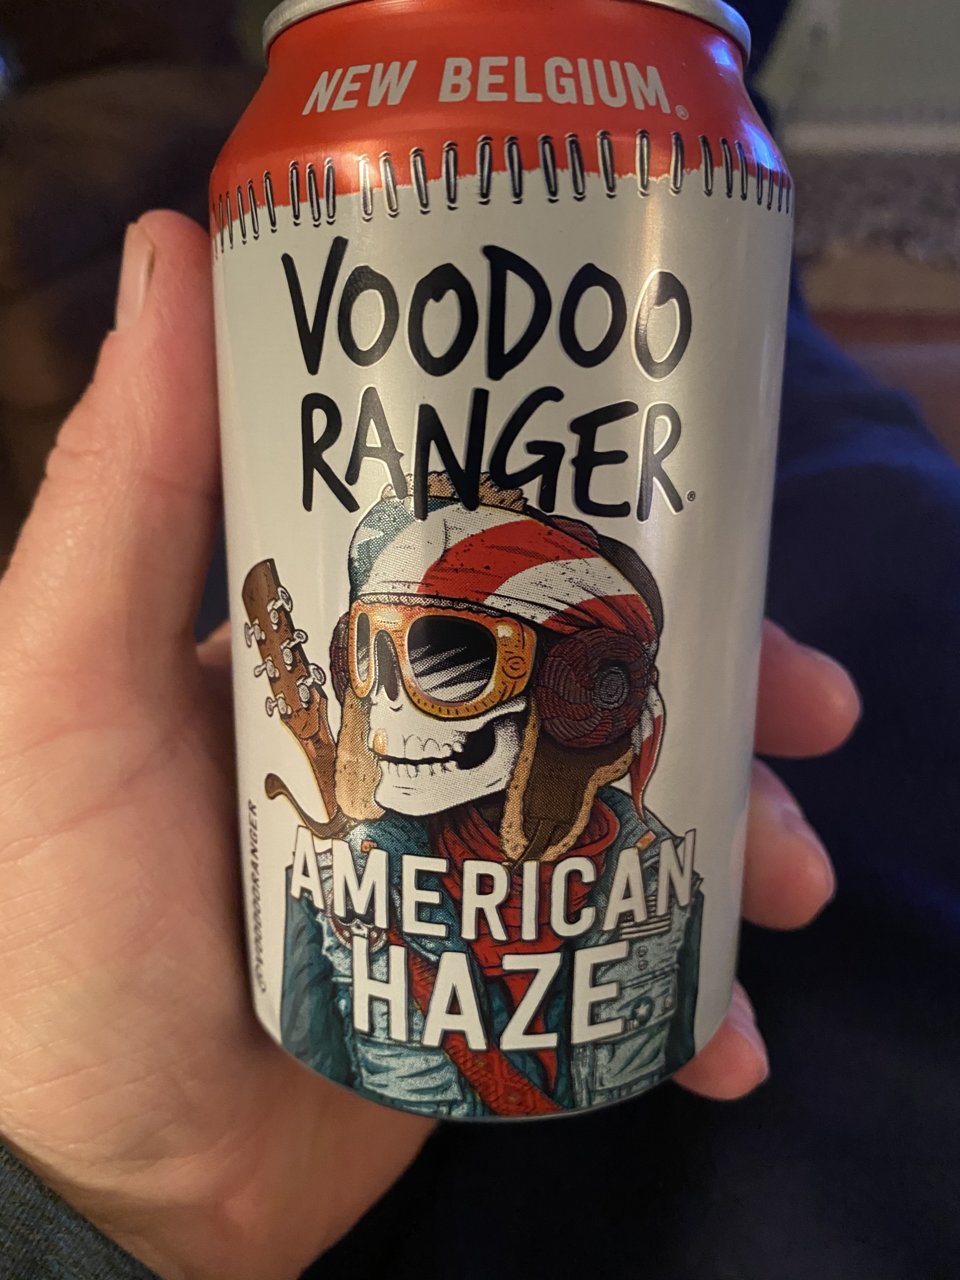 NEW BELGIUM®
VOODOO
RANGER®
AMERICAN
HAZE
@VOODOORANGER